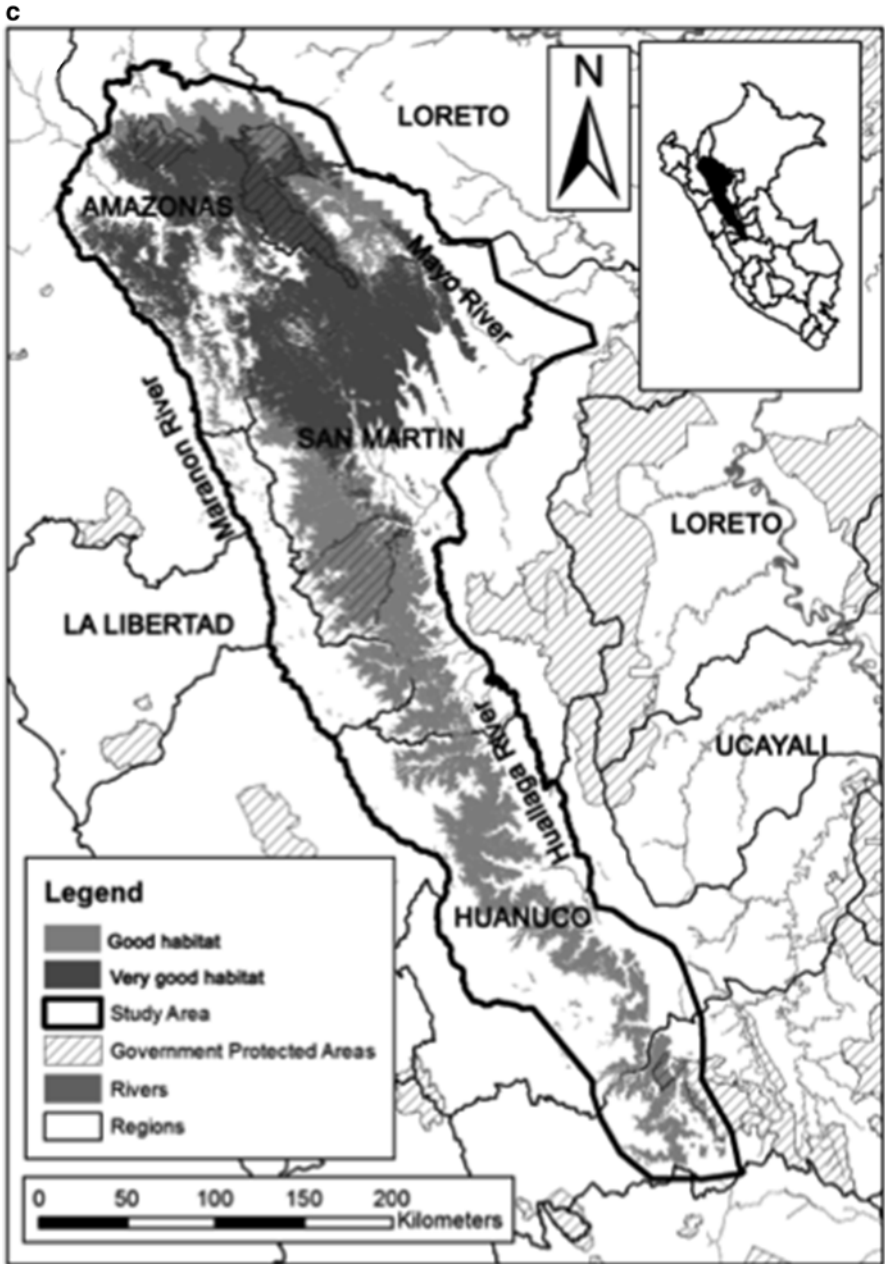 c
N
LORETO
AMAZONAS
Mayo River
Maranon River
SAN MARTIN
LORETO
LA LIBERTAD
UCAYALI
Huallaga River
HUANUCO
Legend
Good habitat
Very good habitat
Study Area
Government Protected Areas
Rivers
Regions
0 50 100 150 200
Kilometers